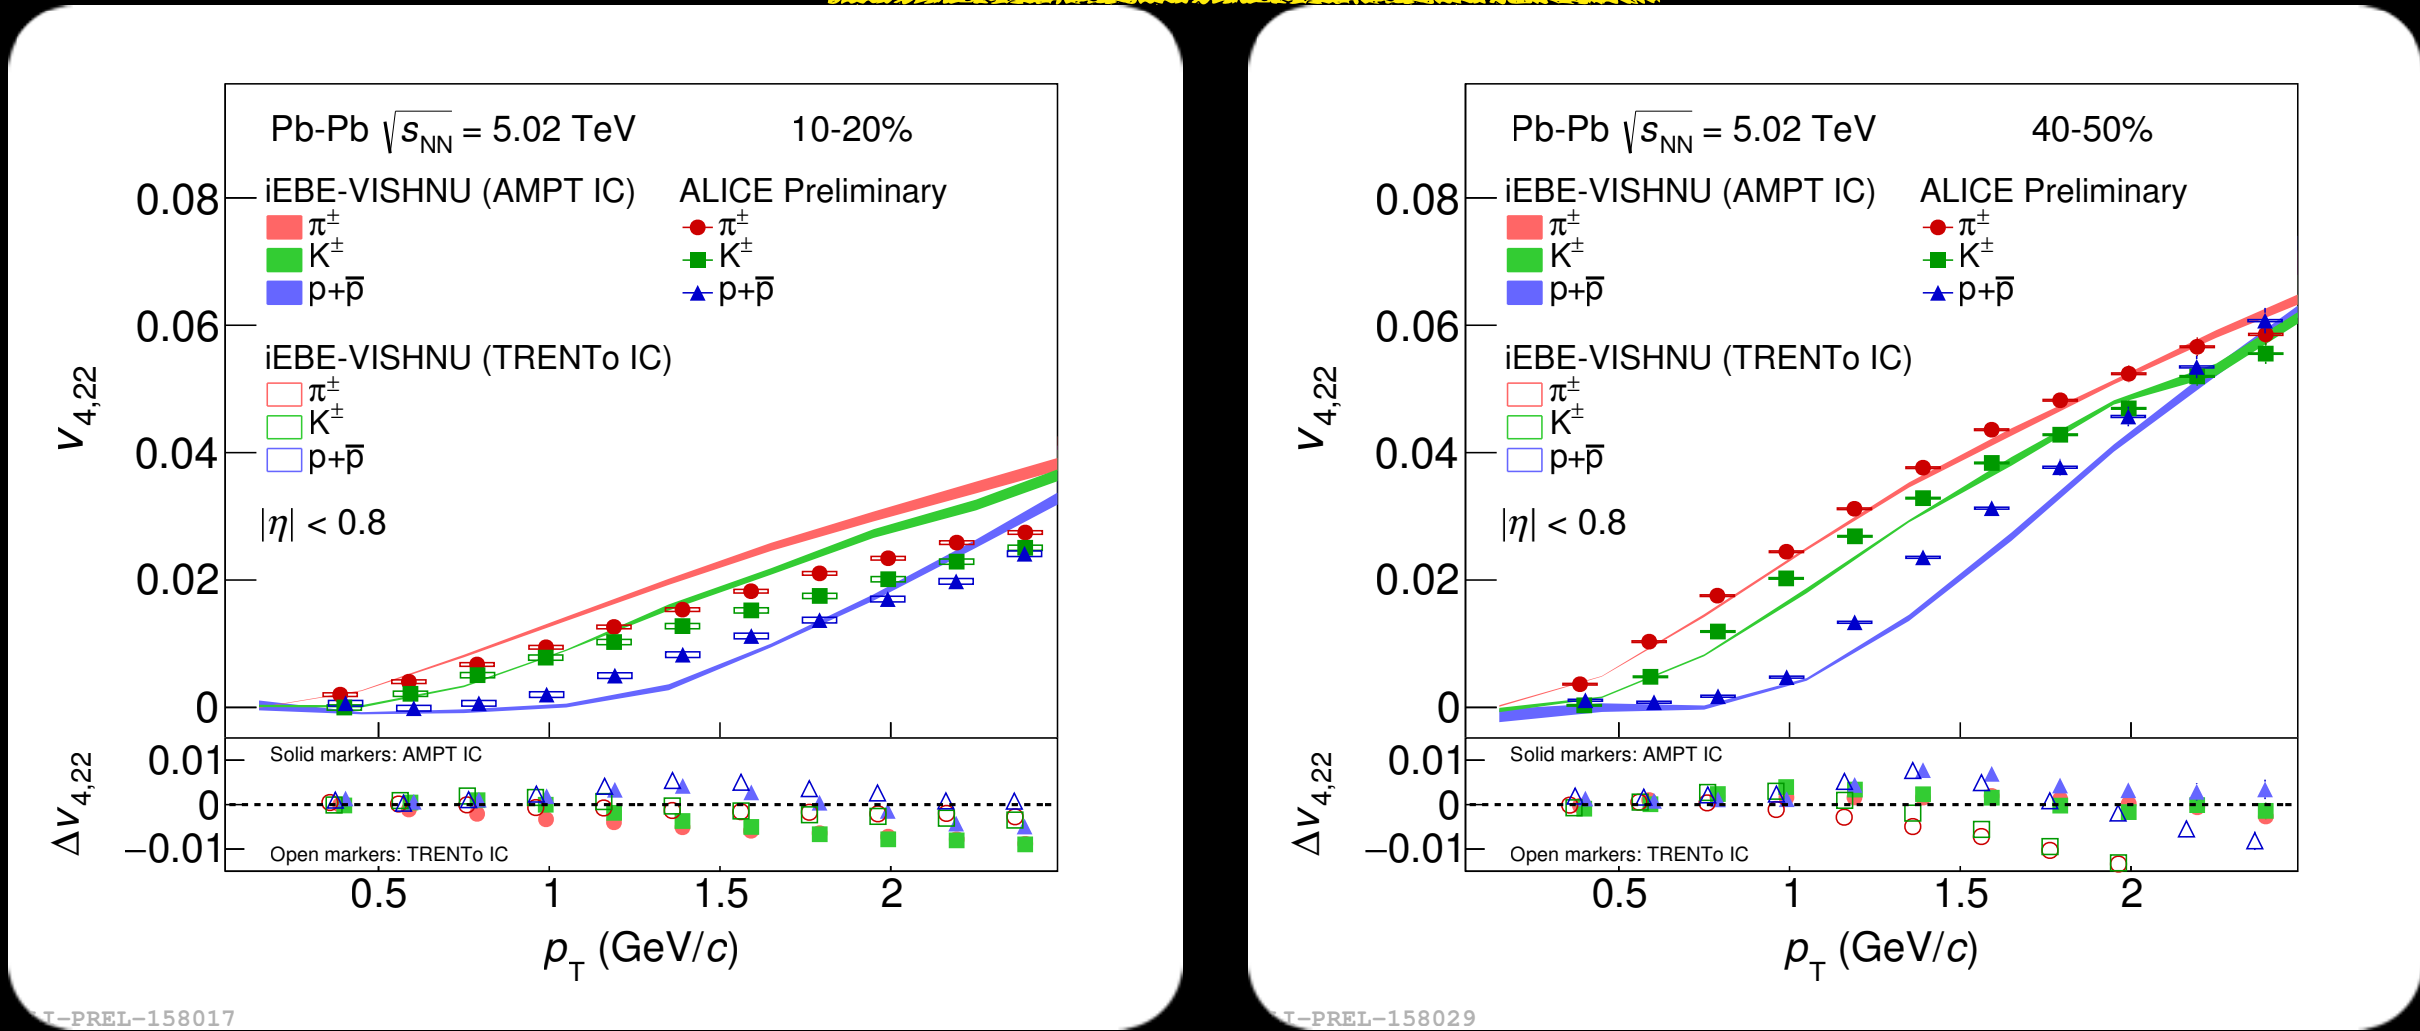 Pb-Pb √sNN = 5.02 TeV 10-20%
iEBE-VISHNU (AMPT IC) ALICE Preliminary
π± π±
K± K±
p+p̅ p+p̅
iEBE-VISHNU (TRENTo IC)
π±
K±
p+p̅
|η| < 0.8
v4,22
0.08
0.06
0.04
0.02
0
Solid markers: AMPT IC
Open markers: TRENTo IC
Δv4,22
0.01
0
−0.01
0.5 1 1.5 2
pT (GeV/c)
I-PREL-158017
Pb-Pb √sNN = 5.02 TeV 40-50%
iEBE-VISHNU (AMPT IC) ALICE Preliminary
π± π±
K± K±
p+p̅ p+p̅
iEBE-VISHNU (TRENTo IC)
π±
K±
p+p̅
|η| < 0.8
v4,22
0.08
0.06
0.04
0.02
0
Solid markers: AMPT IC
Open markers: TRENTo IC
Δv4,22
0.01
0
−0.01
0.5 1 1.5 2
pT (GeV/c)
I-PREL-158029